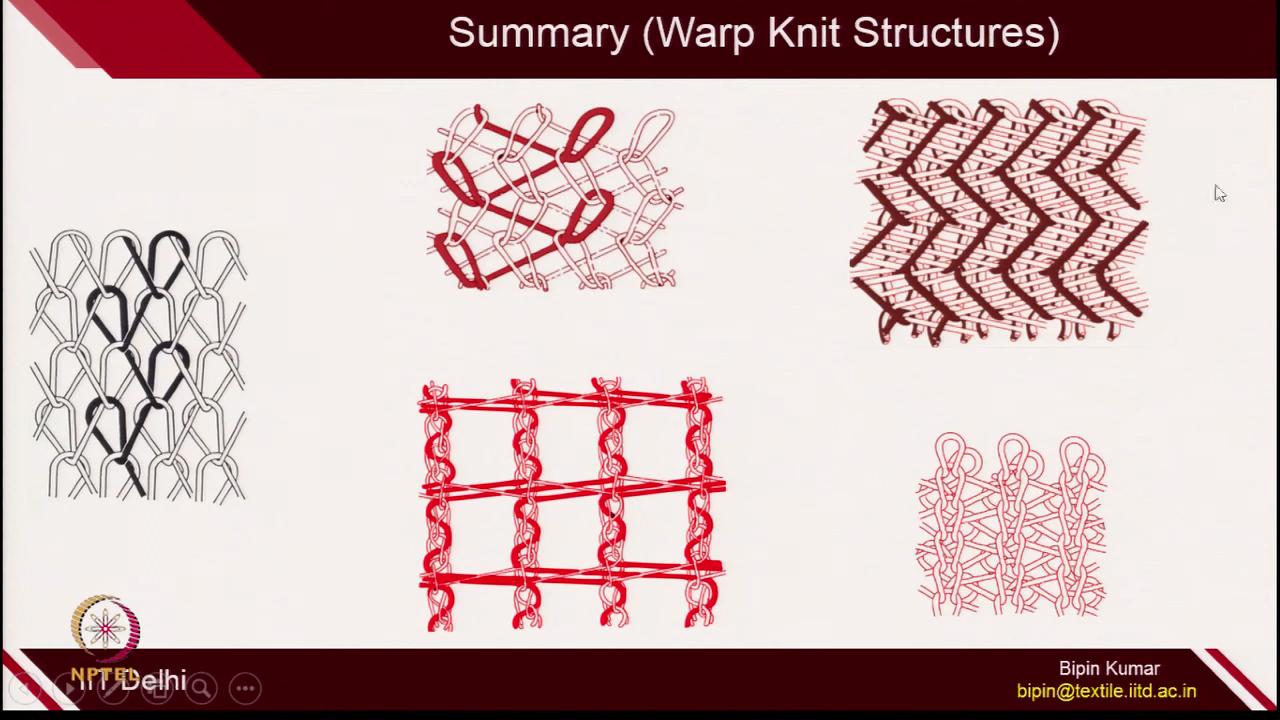 Summary (Warp Knit Structures)
NPTEL
IIT Delhi
Bipin Kumar
bipin@textile.iitd.ac.in